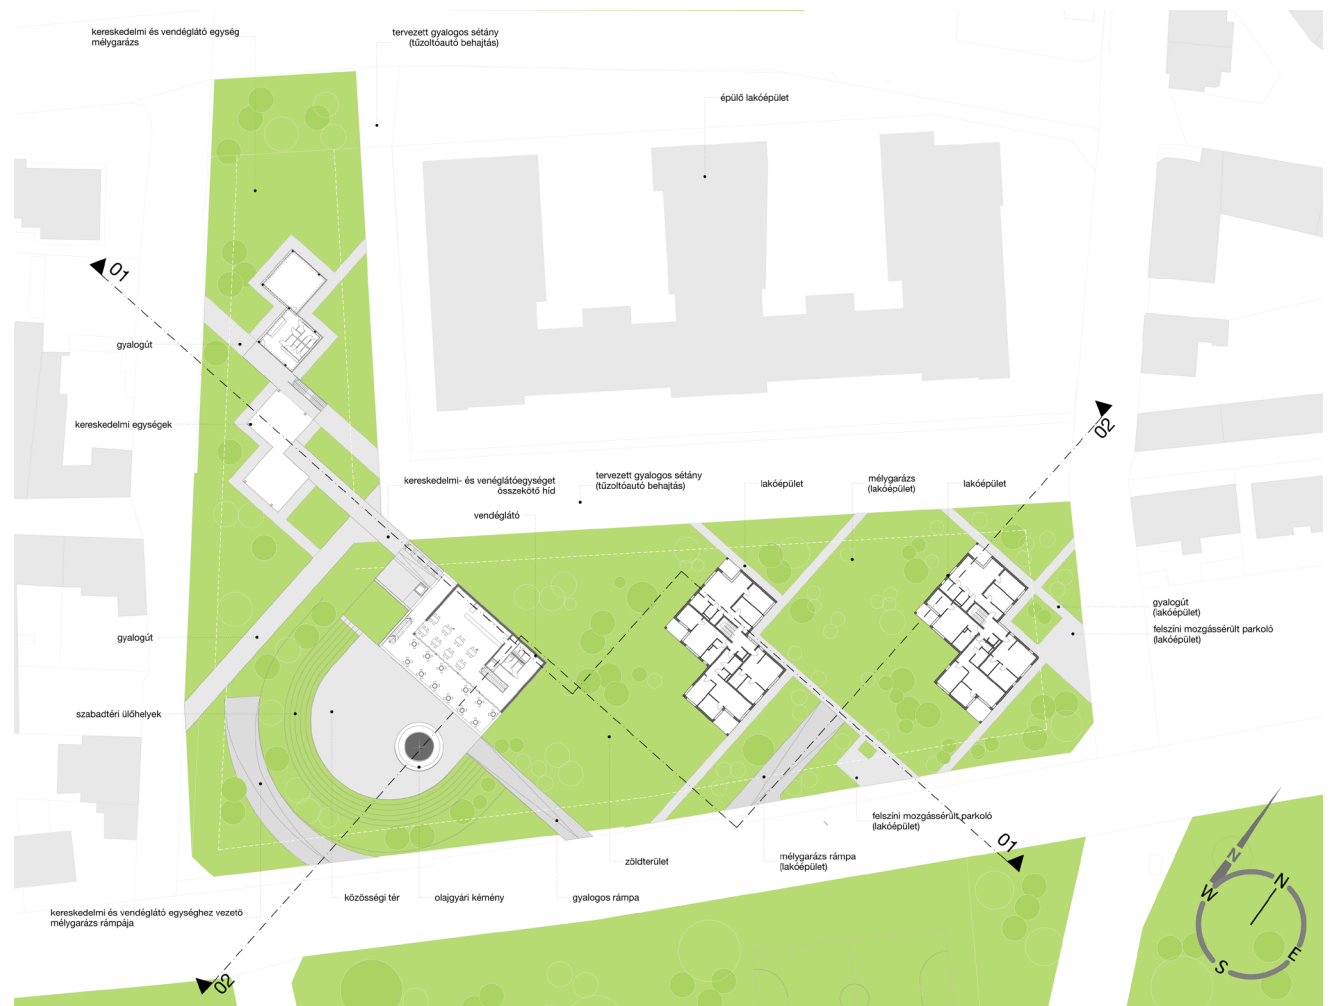 kereskedelmi és vendéglátó egység
mélygarázs
tervezett gyalogos sétány
(tűzoltóautó behajtás)
épülő lakóépület
01
gyalogút
kereskedelmi egységek
02
kereskedelmi- és venéglátóegységet
összekötő híd
tervezett gyalogos sétány
(tűzoltóautó behajtás)
lakóépület
mélygarázs
(lakóépület)
lakóépület
vendéglátó
gyalogút
(lakóépület)
felszíni mozgássérült parkoló
(lakóépület)
gyalogút
szabadtéri ülőhelyek
felszíni mozgássérült parkoló
(lakóépület)
01
mélygarázs rámpa
(lakóépület)
zöldterület
közösségi tér
olajgyári kémény
gyalogos rámpa
kereskedelmi és vendéglátó egységhez vezető
mélygarázs rámpája
02
N
N
W
E
S